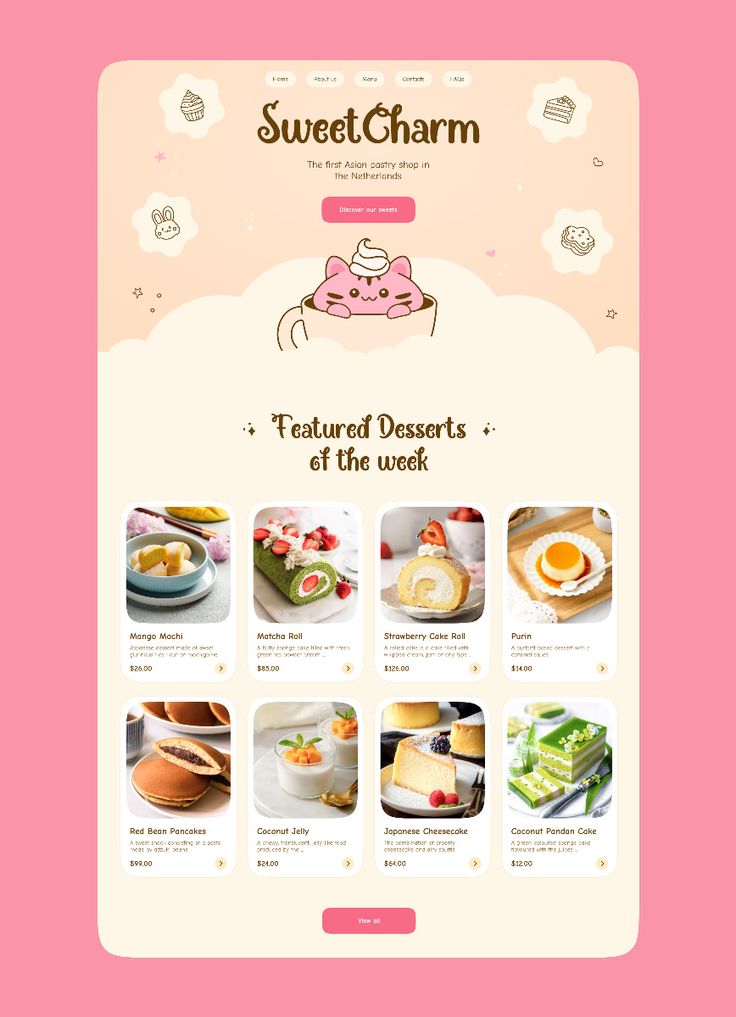 Home About us Menu Contacts FAQs
SweetCharm
The first Asian pastry shop in
the Netherlands
Discover our sweets
Featured Desserts
of the week
Mango Mochi
Japanese dessert made of sweet
glutinous rice flour or mochigome
$26.00
Matcha Roll
A fluffy sponge cake filled with fresh
green tea powder cream ...
$85.00
Strawberry Cake Roll
A rolled cake is a cake filled with
whipped cream, jam or any type ...
$126.00
Purin
A custard based dessert with a
caramel sauce
$14.00
Red Bean Pancakes
A sweet snack consisting of a paste
made by adzuki beans
$99.00
Coconut Jelly
A chewy, translucent, jelly like food
produced by the ...
$24.00
Japanese Cheesecake
The combination of creamy
cheesecake and airy soufflé
$64.00
Coconut Pandan Cake
A green coloured sponge cake
flavoured with the juices ...
$12.00
View all